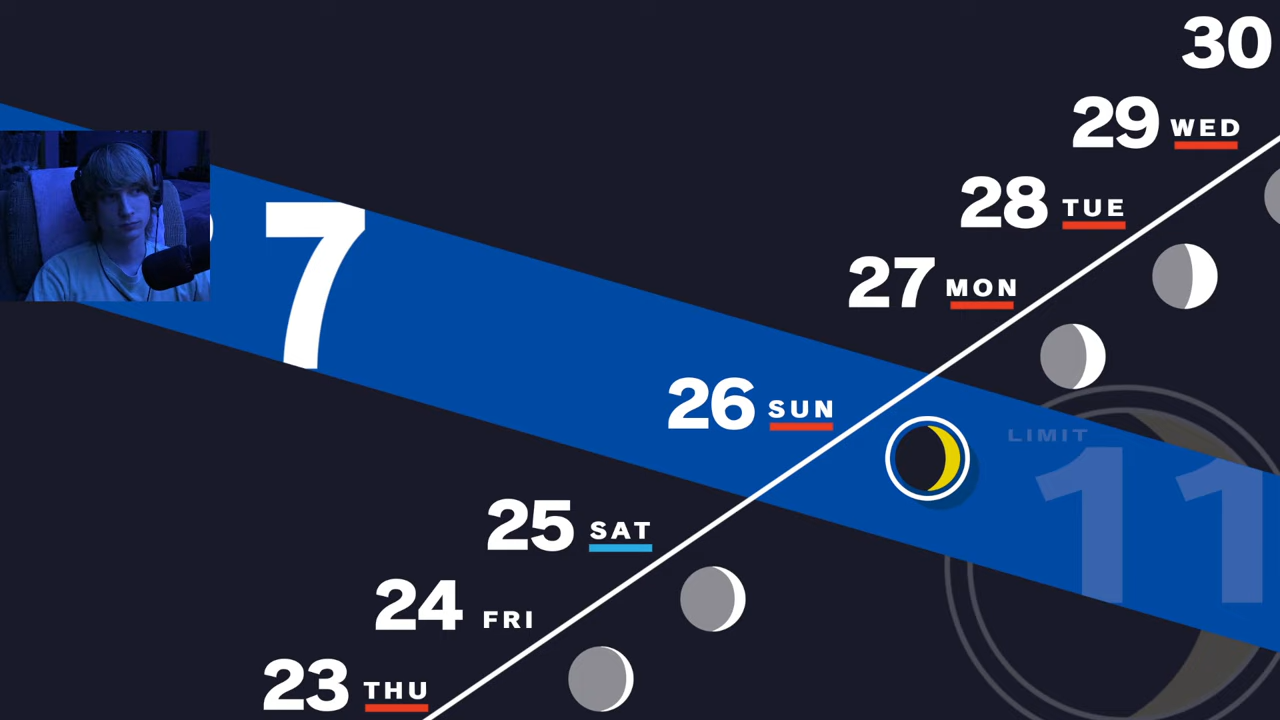 30
29 WED
28 TUE
27 MON
7
26 SUN
LIMIT
11
25 SAT
24 FRI
23 THU